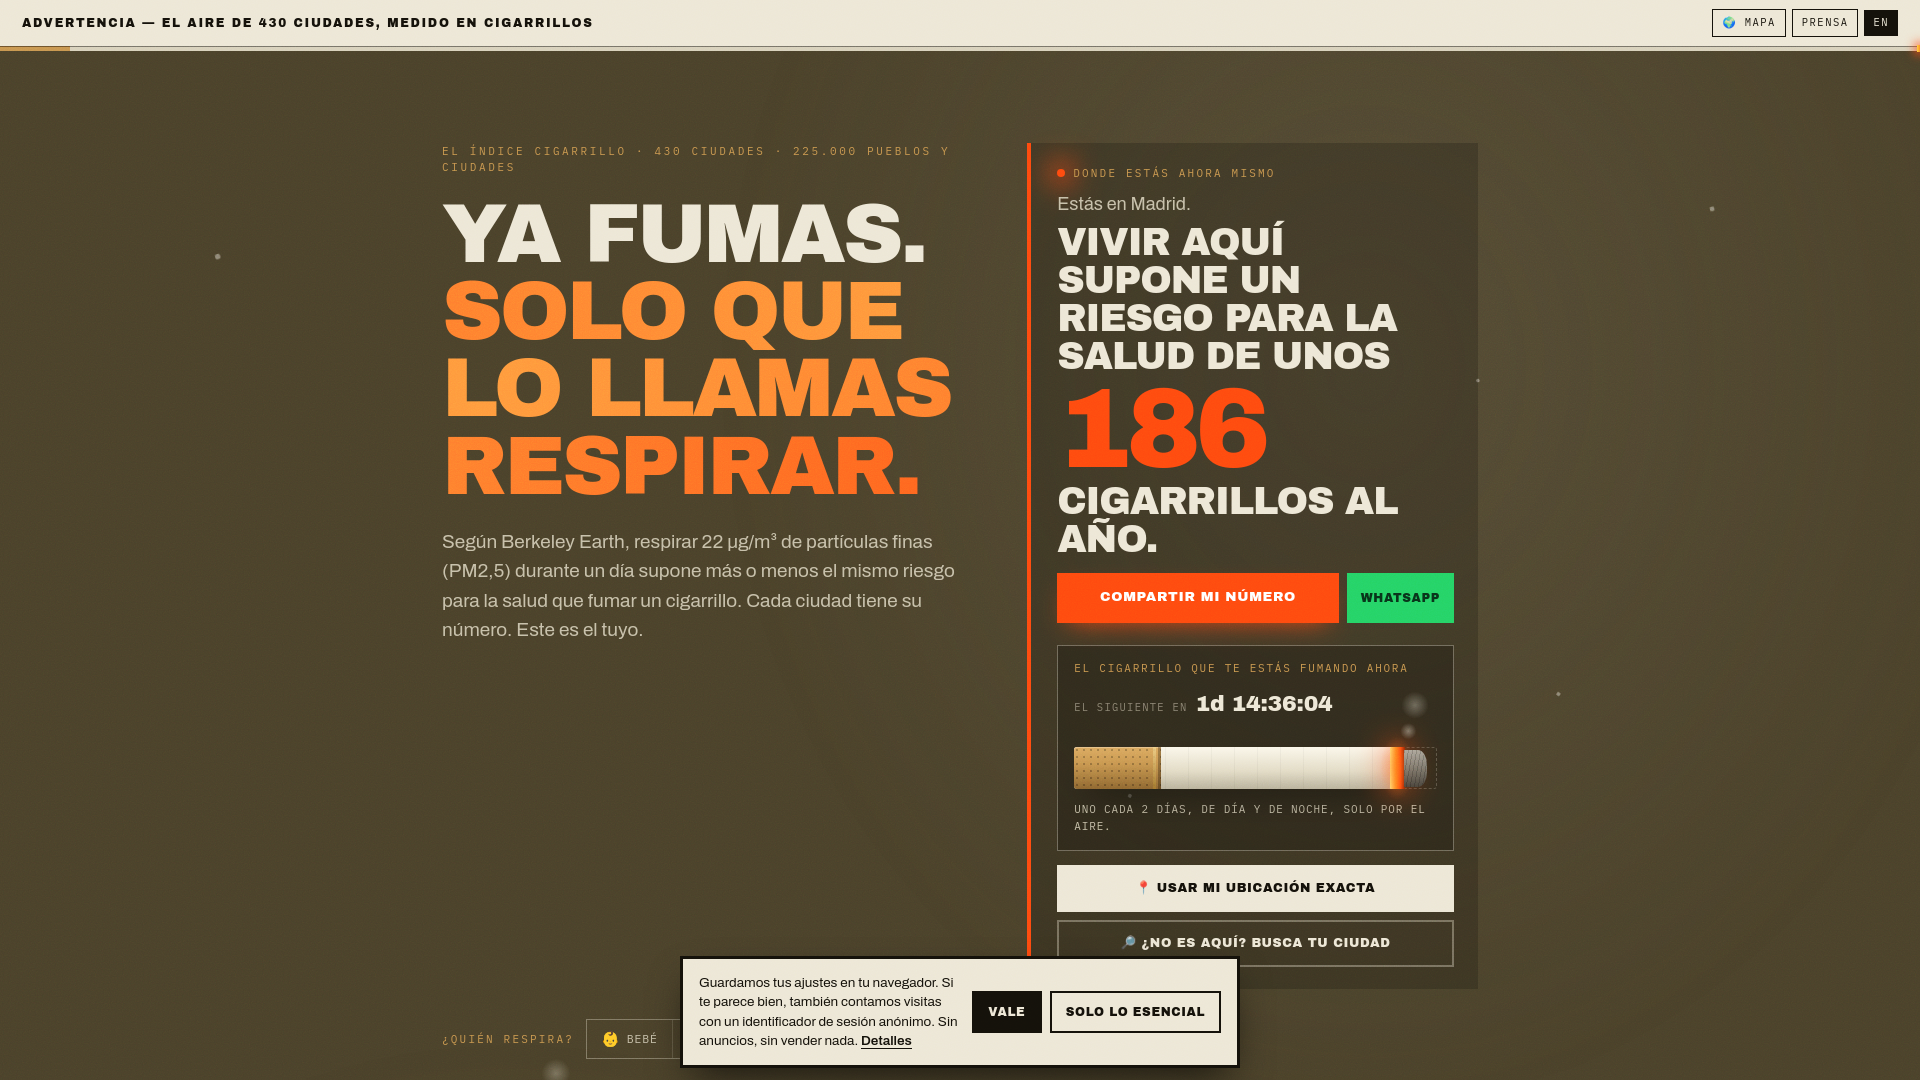 ADVERTENCIA — EL AIRE DE 430 CIUDADES, MEDIDO EN CIGARRILLOS
🌍 MAPA
PRENSA
EN
EL ÍNDICE CIGARRILLO · 430 CIUDADES · 225.000 PUEBLOS Y
CIUDADES
YA FUMAS.
SOLO QUE
LO LLAMAS
RESPIRAR.
Según Berkeley Earth, respirar 22 µg/m³ de partículas finas
(PM2,5) durante un día supone más o menos el mismo riesgo
para la salud que fumar un cigarrillo. Cada ciudad tiene su
número. Este es el tuyo.
DONDE ESTÁS AHORA MISMO
Estás en Madrid.
VIVIR AQUÍ
SUPONE UN
RIESGO PARA LA
SALUD DE UNOS
186
CIGARRILLOS AL
AÑO.
COMPARTIR MI NÚMERO
WHATSAPP
EL CIGARRILLO QUE TE ESTÁS FUMANDO AHORA
EL SIGUIENTE EN 1d 14:36:04
UNO CADA 2 DÍAS, DE DÍA Y DE NOCHE, SOLO POR EL
AIRE.
📍 USAR MI UBICACIÓN EXACTA
🔎 ¿NO ES AQUÍ? BUSCA TU CIUDAD
¿QUIÉN RESPIRA?
👶 BEBÉ
Guardamos tus ajustes en tu navegador. Si
te parece bien, también contamos visitas
con un identificador de sesión anónimo. Sin
anuncios, sin vender nada. Detalles
VALE
SOLO LO ESENCIAL